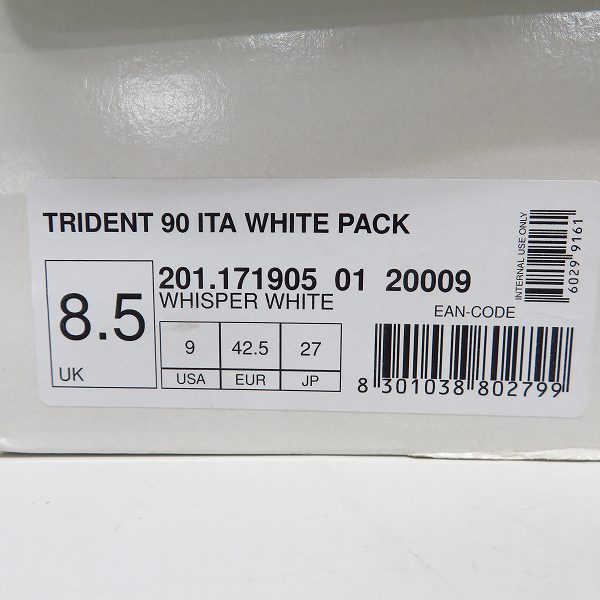 TRIDENT 90 ITA WHITE PACK
201.171905 01 20009
WHISPER WHITE
8.5
UK
9 42.5 27
USA EUR JP
EAN-CODE
8 301038 802799
INTERNAL USE ONLY
6029 9161